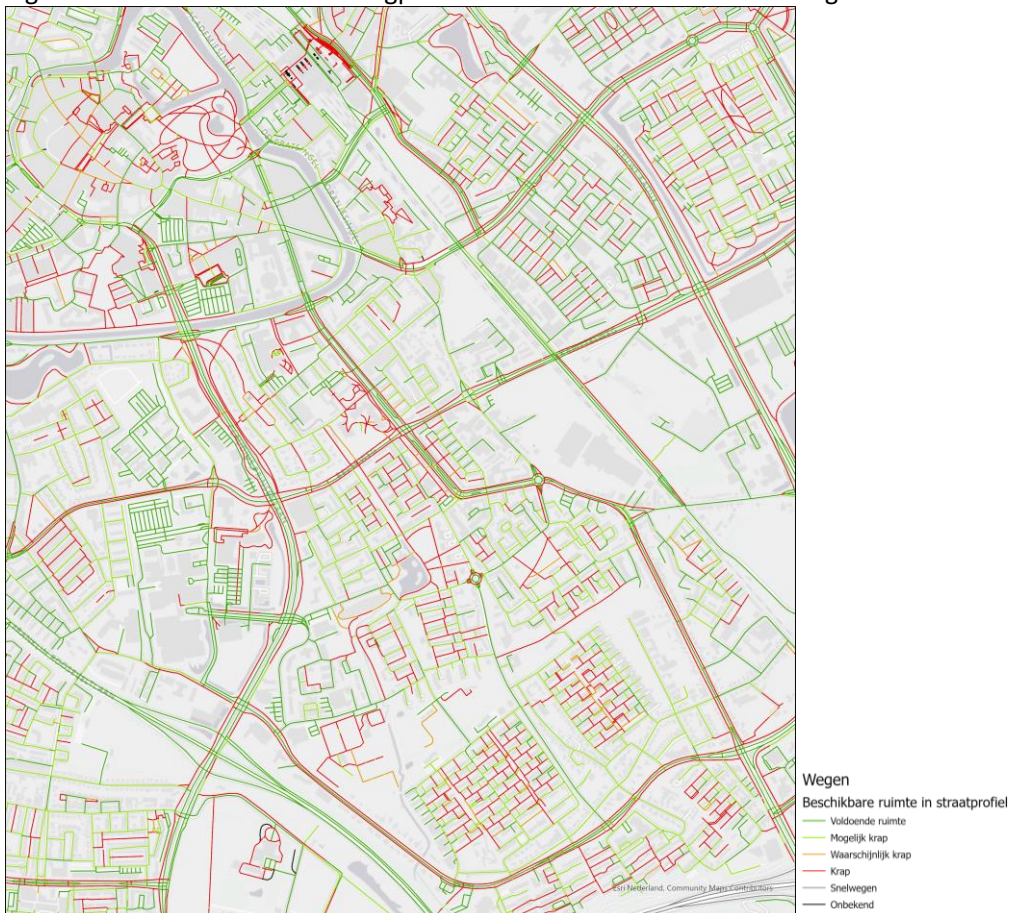 Wegen
Beschikbare ruimte in straatprofiel
Voldoende ruimte
Mogelijk krap
Waarschijnlijk krap
Krap
Snelwegen
Onbekend
Esri Nederland, Community Maps Contributors